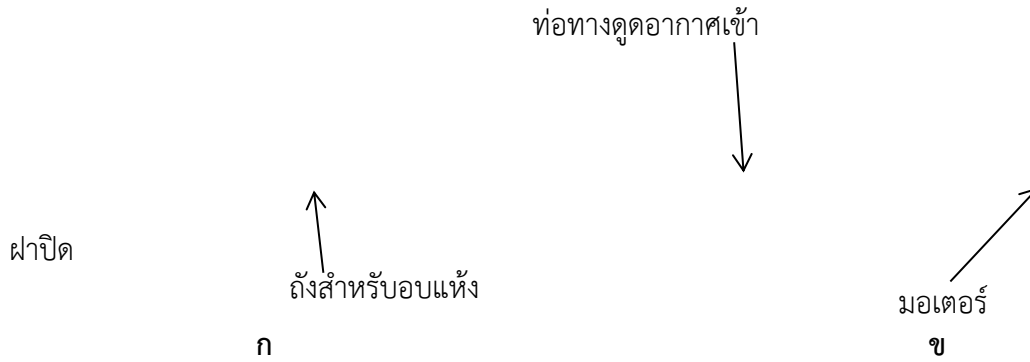 ท่อทางดูดอากาศเข้า
ฝาปิด
ถังสำหรับอบแห้ง
มอเตอร์
ก
ข